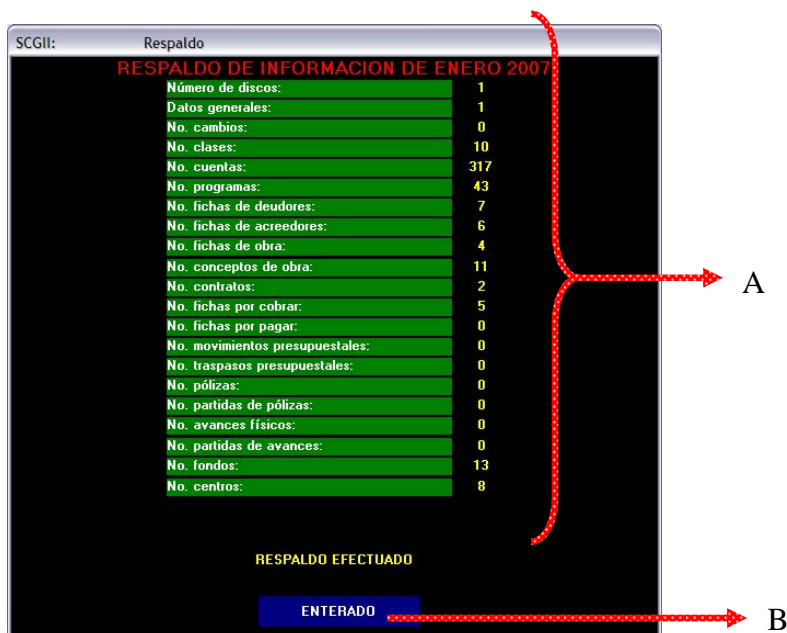 SCGII: Respaldo
RESPALDO DE INFORMACION DE ENERO 2007
Número de discos: 1
Datos generales: 1
No. cambios: 0
No. clases: 10
No. cuentas: 317
No. programas: 43
No. fichas de deudores: 7
No. fichas de acreedores: 6
No. fichas de obra: 4
No. conceptos de obra: 11
No. contratos: 2
No. fichas por cobrar: 5
No. fichas por pagar: 0
No. movimientos presupuestales: 0
No. traspasos presupuestales: 0
No. pólizas: 0
No. partidas de pólizas: 0
No. avances físicos: 0
No. partidas de avances: 0
No. fondos: 13
No. centros: 8
A
RESPALDO EFECTUADO
ENTERADO
B